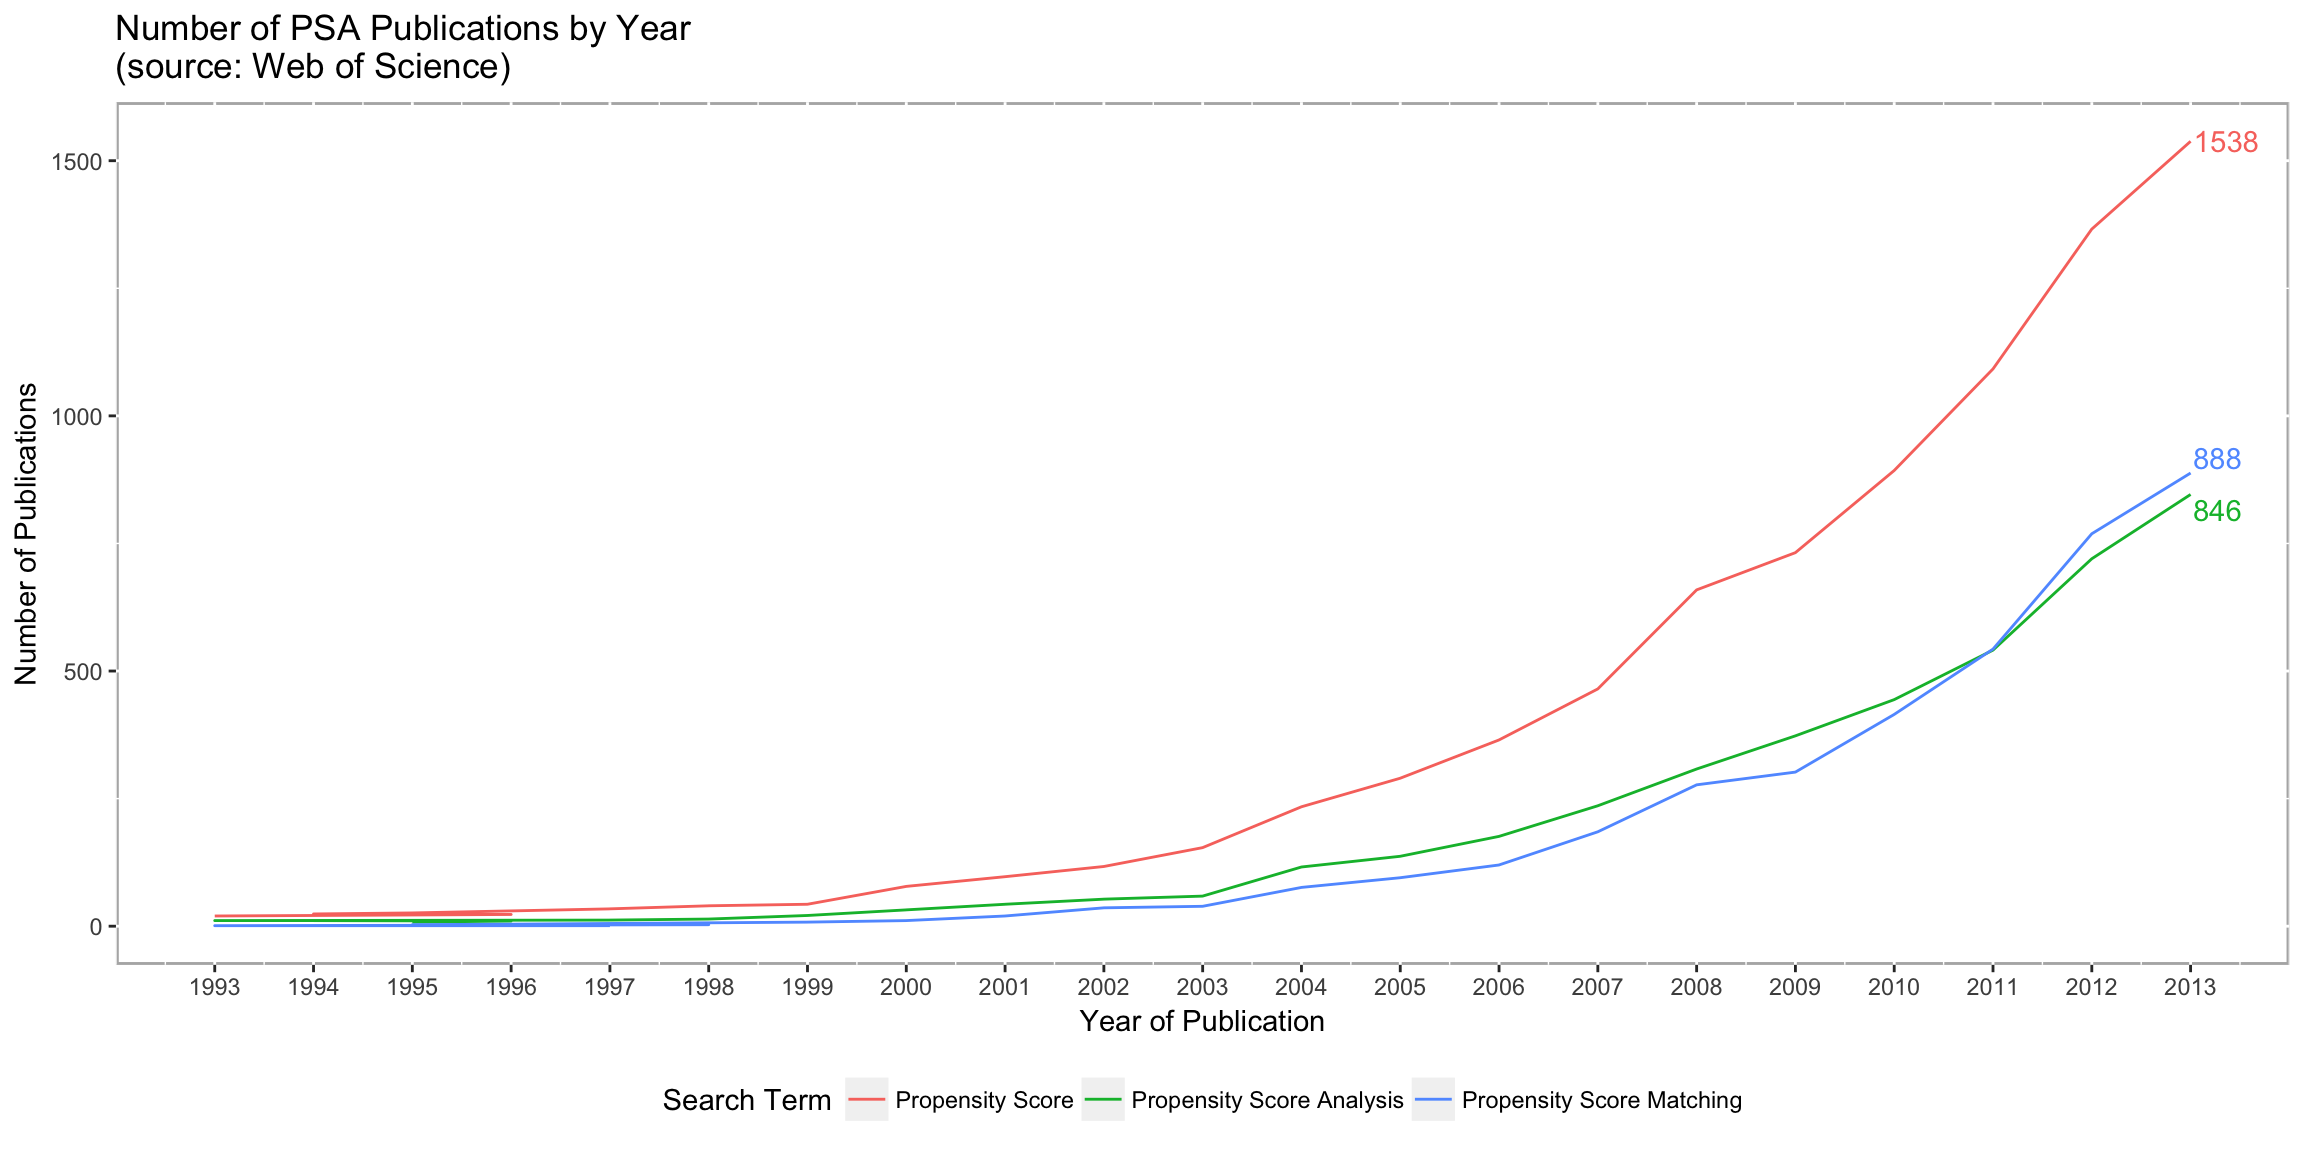 Number of PSA Publications by Year
(source: Web of Science)
1538
1500
1000
888
846
500
0
Number of Publications
1993 1994 1995 1996 1997 1998 1999 2000 2001 2002 2003 2004 2005 2006 2007 2008 2009 2010 2011 2012 2013
Year of Publication
Search Term Propensity Score Propensity Score Analysis Propensity Score Matching